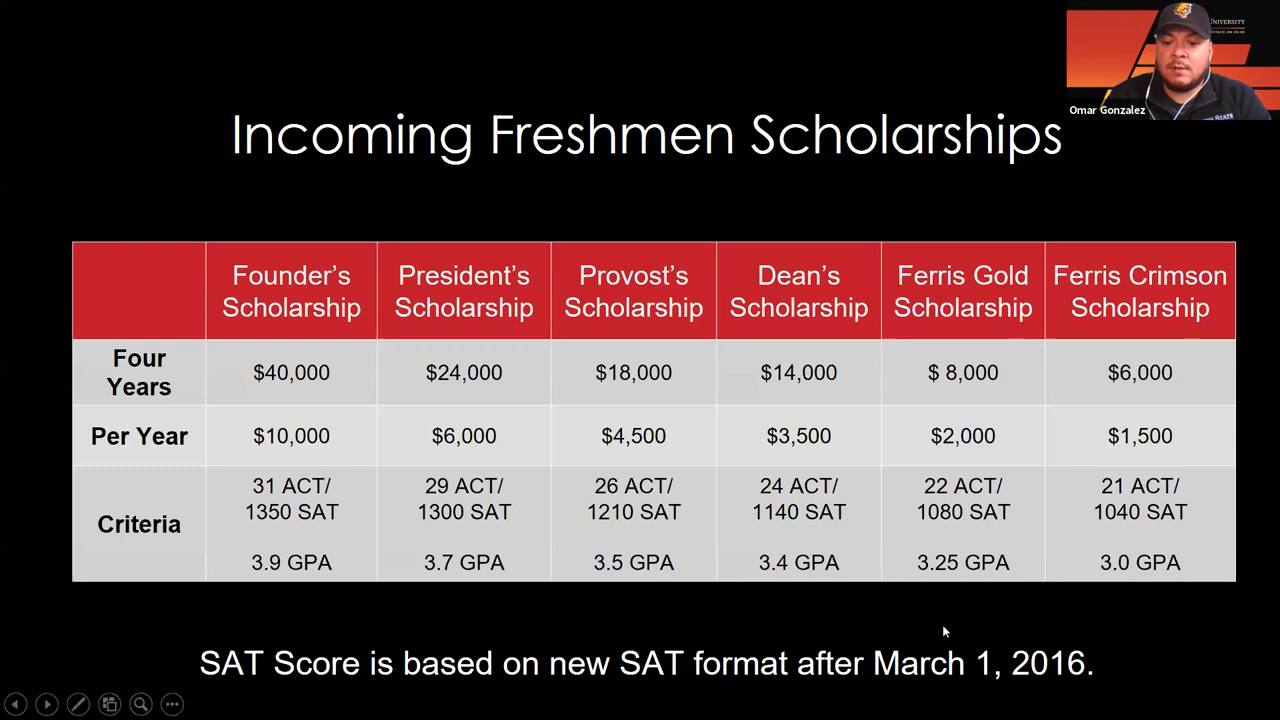 UNIVERSITY
Omar Gonzalez
Incoming Freshmen Scholarships
Founder's Scholarship
President's Scholarship
Provost's Scholarship
Dean's Scholarship
Ferris Gold Scholarship
Ferris Crimson Scholarship
Four Years
$40,000
$24,000
$18,000
$14,000
$ 8,000
$6,000
Per Year
$10,000
$6,000
$4,500
$3,500
$2,000
$1,500
Criteria
31 ACT/
1350 SAT
3.9 GPA
29 ACT/
1300 SAT
3.7 GPA
26 ACT/
1210 SAT
3.5 GPA
24 ACT/
1140 SAT
3.4 GPA
22 ACT/
1080 SAT
3.25 GPA
21 ACT/
1040 SAT
3.0 GPA
SAT Score is based on new SAT format after March 1, 2016.